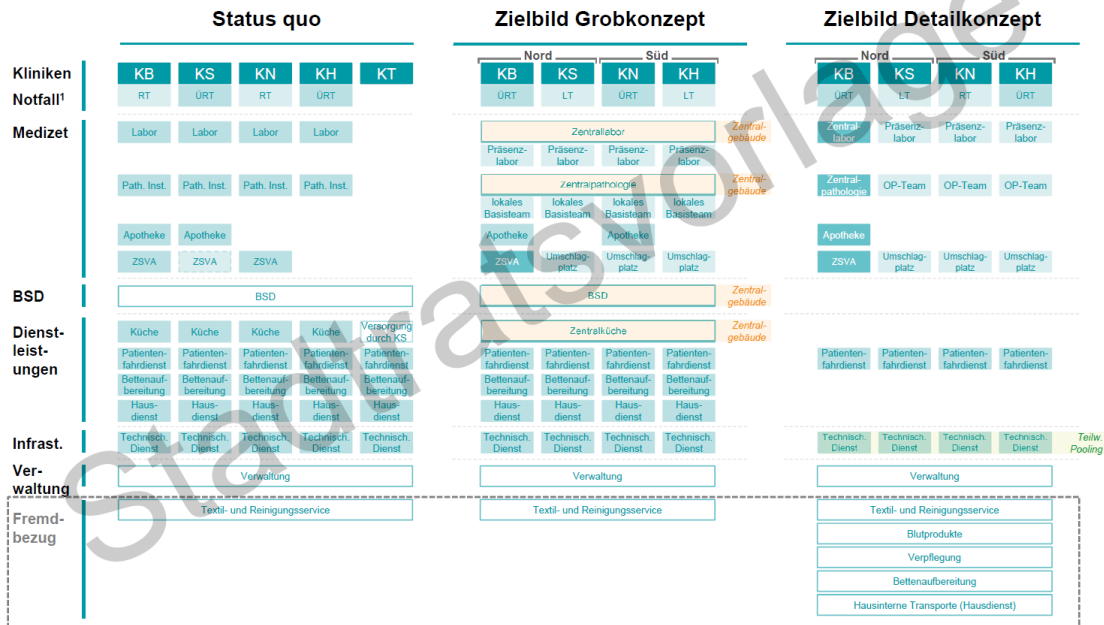 Status quo Zielbild Grobkonzept Zielbild Detailkonzept
Nord Süd Nord Süd
Kliniken KB KS KN KH KT KB KS KN KH KB KS KN KH
Notfall¹ RT ÜRT RT ÜRT ÜRT LT ÜRT LT ÜRT LT RT ÜRT
Medizet Labor Labor Labor Labor Zentrallabor Zentral-gebäude Zentral-labor Präsenz-labor Präsenz-labor Präsenz-labor
Präsenz-labor Präsenz-labor Präsenz-labor Präsenz-labor
Path. Inst. Path. Inst. Path. Inst. Path. Inst. Zentralpathologie Zentral-gebäude Zentral-pathologie OP-Team OP-Team OP-Team
lokales Basisteam lokales Basisteam lokales Basisteam lokales Basisteam
Apotheke Apotheke Apotheke Apotheke Apotheke
ZSVA ZSVA ZSVA ZSVA Umschlag-platz Umschlag-platz Umschlag-platz ZSVA Umschlag-platz Umschlag-platz Umschlag-platz
BSD BSD BSD Zentral-gebäude
Dienst-leist-ungen Küche Küche Küche Küche Versorgung durch KS Zentralküche Zentral-gebäude
Patienten-fahrdienst Patienten-fahrdienst Patienten-fahrdienst Patienten-fahrdienst Patienten-fahrdienst Patienten-fahrdienst Patienten-fahrdienst Patienten-fahrdienst Patienten-fahrdienst Patienten-fahrdienst Patienten-fahrdienst Patienten-fahrdienst Patienten-fahrdienst
Bettenauf-bereitung Bettenauf-bereitung Bettenauf-bereitung Bettenauf-bereitung Bettenauf-bereitung Bettenauf-bereitung Bettenauf-bereitung Bettenauf-bereitung Bettenauf-bereitung
Haus-dienst Haus-dienst Haus-dienst Haus-dienst Haus-dienst Haus-dienst Haus-dienst Haus-dienst Haus-dienst
Infrast. Technisch. Dienst Technisch. Dienst Technisch. Dienst Technisch. Dienst Technisch. Dienst Technisch. Dienst Technisch. Dienst Technisch. Dienst Technisch. Dienst Technisch. Dienst Technisch. Dienst Technisch. Dienst Technisch. Dienst Teilw. Pooling
Ver-waltung Verwaltung Verwaltung Verwaltung
Fremd-bezug Textil- und Reinigungsservice Textil- und Reinigungsservice Textil- und Reinigungsservice
Blutprodukte
Verpflegung
Bettenaufbereitung
Hausinterne Transporte (Hausdienst)
Stadtratsvorlage